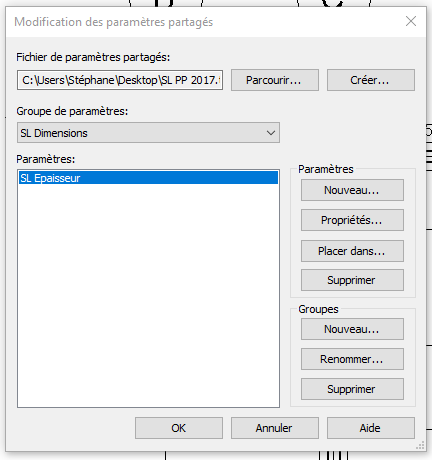 Modification des paramètres partagés
Fichier de paramètres partagés:
C:\Users\Stéphane\Desktop\SL PP 2017.
Parcourir...
Créer...
Groupe de paramètres:
SL Dimensions
Paramètres:
SL Epaisseur
Paramètres
Nouveau...
Propriétés...
Placer dans...
Supprimer
Groupes
Nouveau...
Renommer...
Supprimer
OK
Annuler
Aide